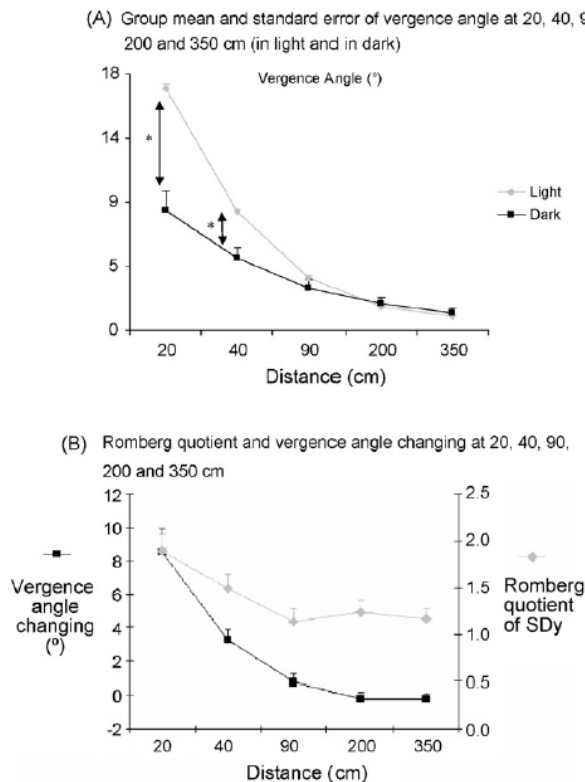 (A) Group mean and standard error of vergence angle at 20, 40, 9
200 and 350 cm (in light and in dark)
Vergence Angle (°)
18
14
9
5
0
*
*
Light
Dark
20 40 90 200 350
Distance (cm)
(B) Romberg quotient and vergence angle changing at 20, 40, 90,
200 and 350 cm
12
10
8
6
4
2
0
-2
Vergence
angle
changing
(º)
2.5
2.0
1.5
1.0
0.5
0.0
Romberg
quotient
of SDy
20 40 90 200 350
Distance (cm)